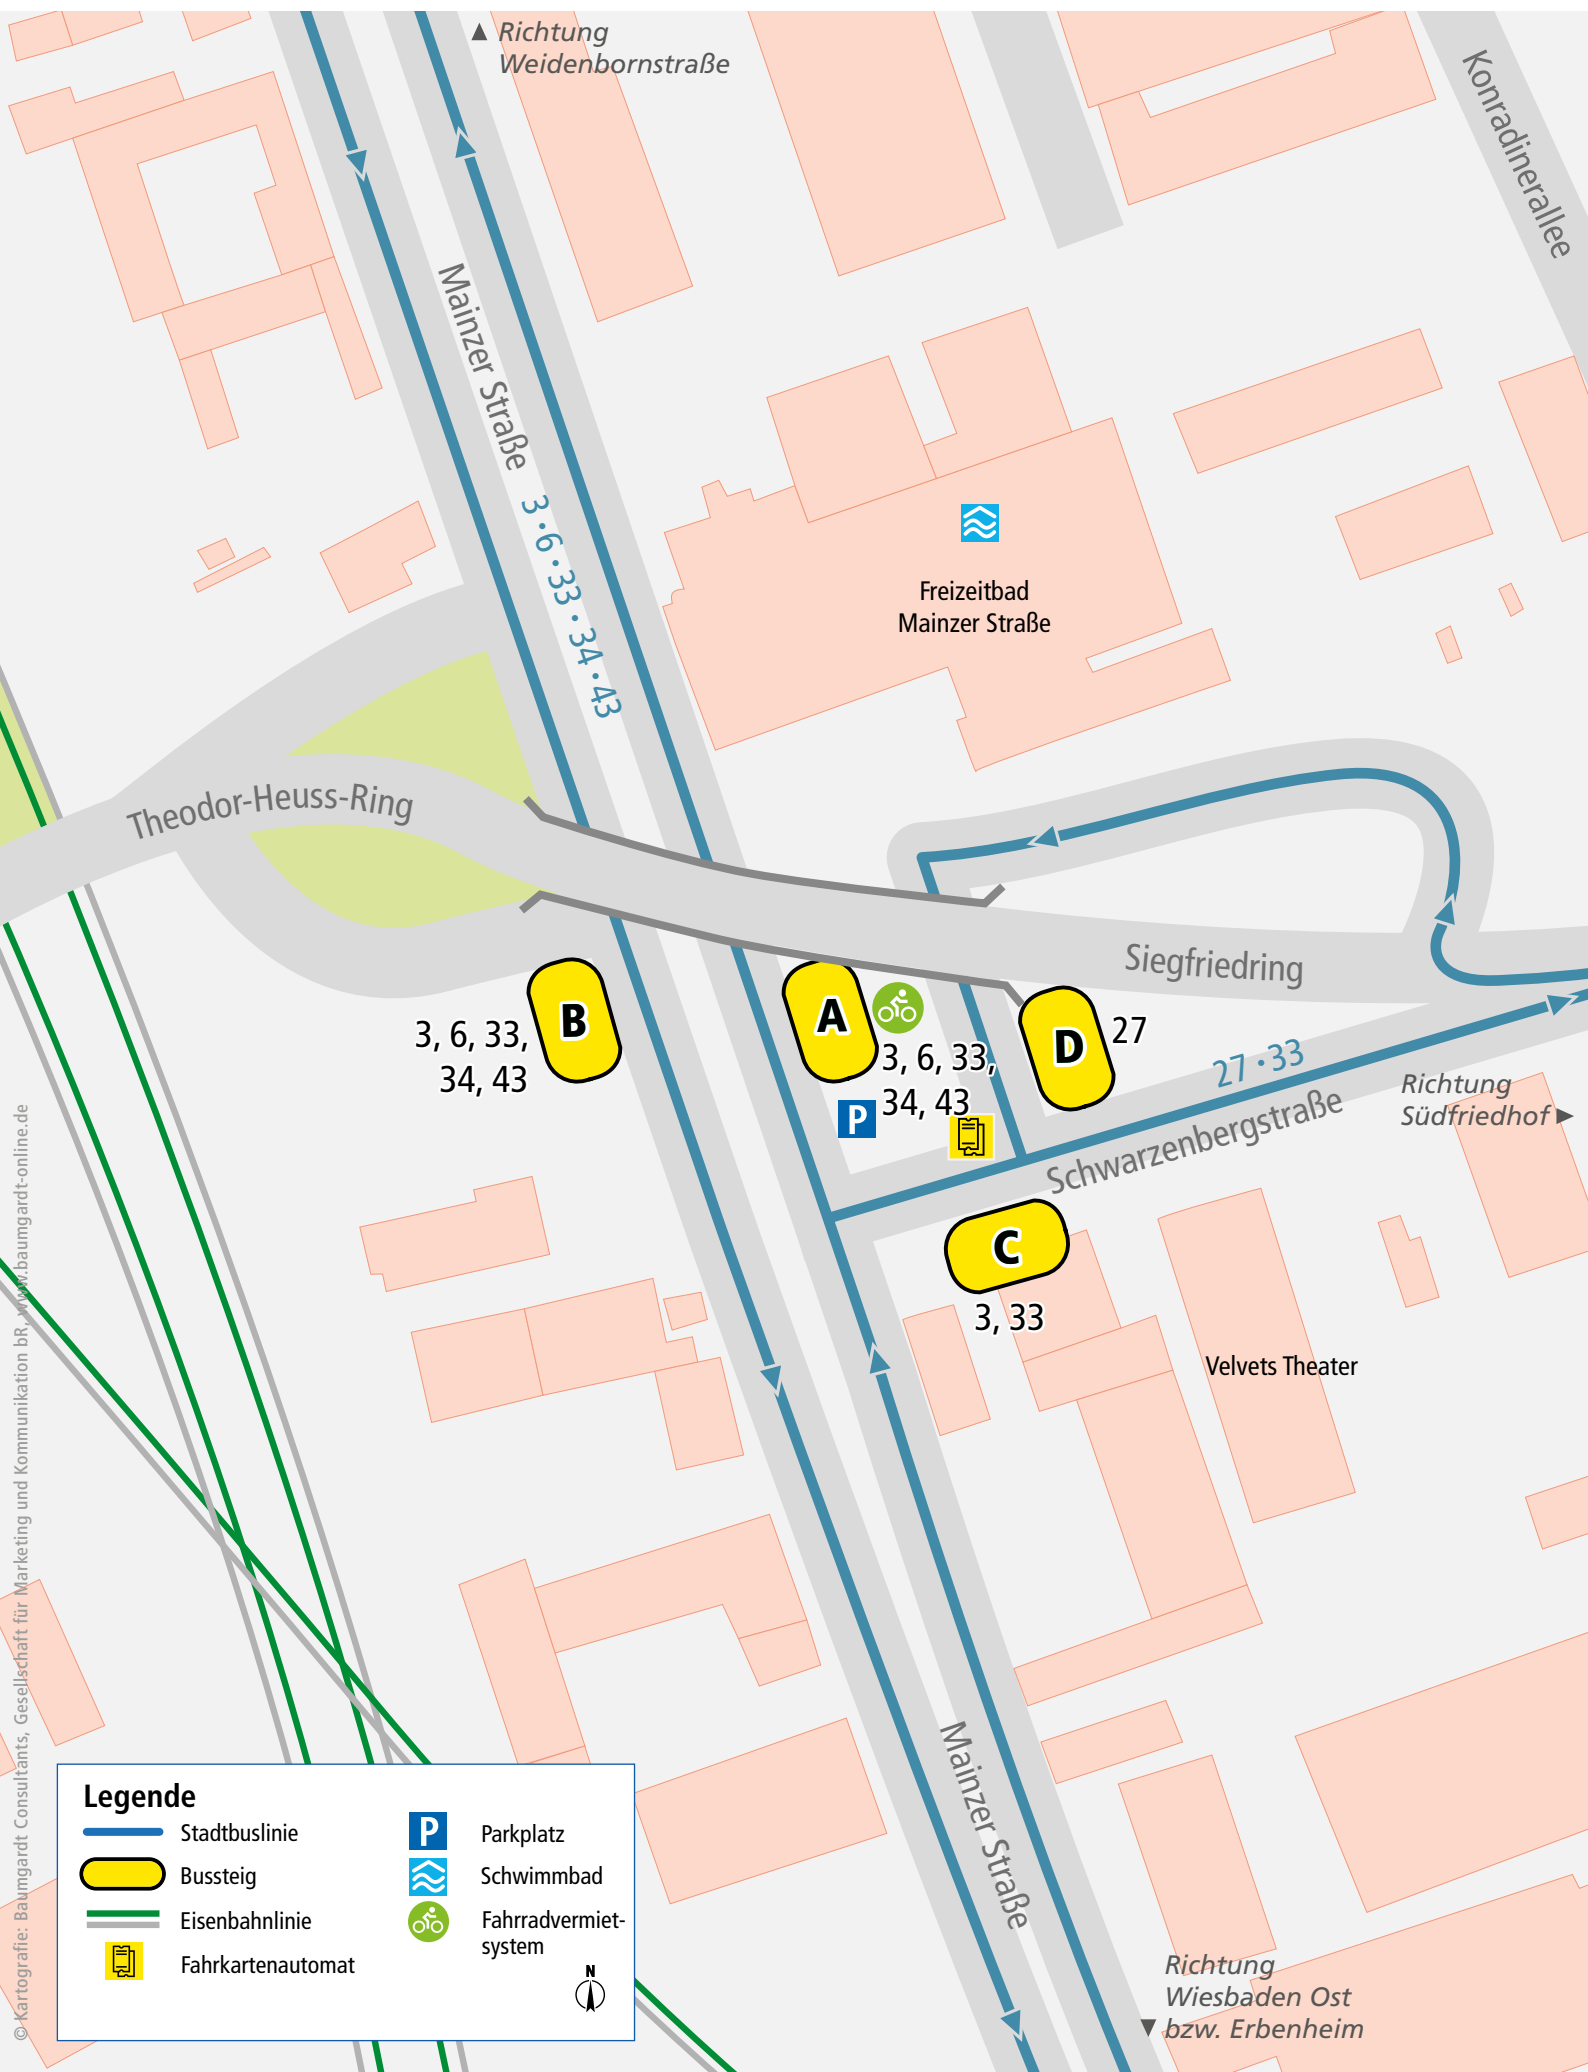 Richtung
Weidenbornstraße
Konradinerallee
Mainzer Straße
3 • 6 • 33 • 34 • 43
Freizeitbad
Mainzer Straße
Theodor-Heuss-Ring
Siegfriedring
B
3, 6, 33,
34, 43
A
3, 6, 33,
34, 43
P
D
27
27 • 33
Richtung
Südfriedhof
Schwarzenbergstraße
C
3, 33
Velvets Theater
Mainzer Straße
Richtung
Wiesbaden Ost
bzw. Erbenheim
Legende
Stadtbuslinie
Bussteig
Eisenbahnlinie
Fahrkartenautomat
P
Parkplatz
Schwimmbad
Fahrradvermiet-
system
N
© Kartografie: Baumgardt Consultants, Gesellschaft für Marketing und Kommunikation bR, www.baumgardt-online.de